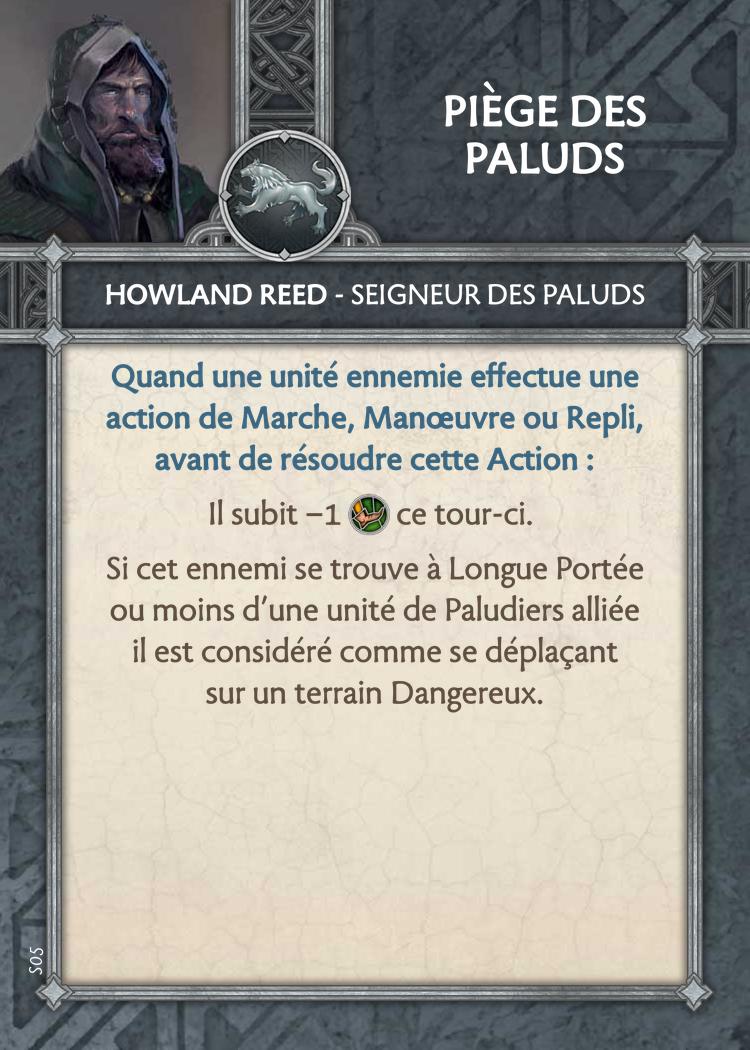 PIÈGE DES
PALUDS
HOWLAND REED - SEIGNEUR DES PALUDS
Quand une unité ennemie effectue une
action de Marche, Manœuvre ou Repli,
avant de résoudre cette Action :
Il subit −1 ce tour-ci.
Si cet ennemi se trouve à Longue Portée
ou moins d'une unité de Paludiers alliée
il est considéré comme se déplaçant
sur un terrain Dangereux.
S05